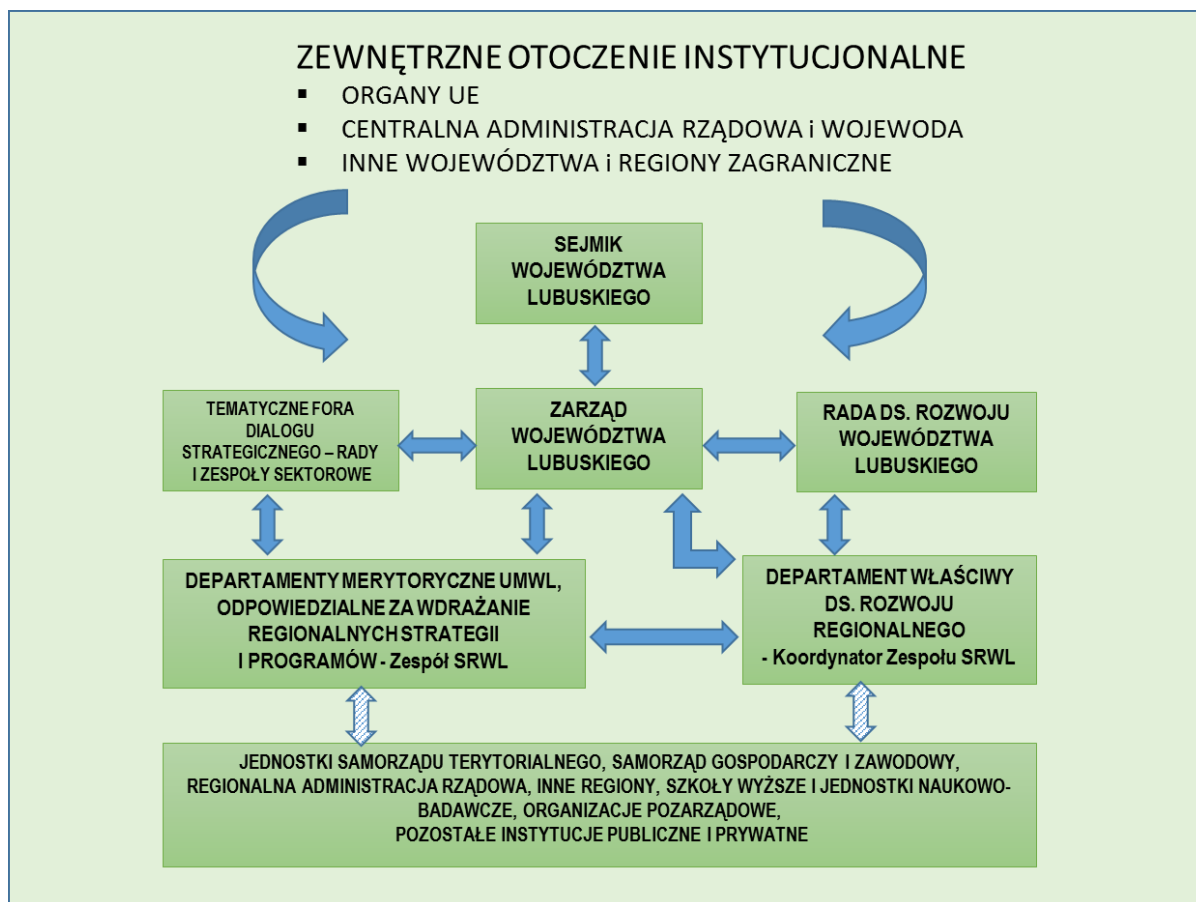 ZEWNĘTRZNE OTOCZENIE INSTYTUCJONALNE
▪ ORGANY UE
▪ CENTRALNA ADMINISTRACJA RZĄDOWA i WOJEWODA
▪ INNE WOJEWÓDZTWA i REGIONY ZAGRANICZNE
SEJMIK
WOJEWÓDZTWA
LUBUSKIEGO
TEMATYCZNE FORA
DIALOGU
STRATEGICZNEGO – RADY
I ZESPOŁY SEKTOROWE
ZARZĄD
WOJEWÓDZTWA
LUBUSKIEGO
RADA DS. ROZWOJU
WOJEWÓDZTWA
LUBUSKIEGO
DEPARTAMENTY MERYTORYCZNE UMWL,
ODPOWIEDZIALNE ZA WDRAŻANIE
REGIONALNYCH STRATEGII
I PROGRAMÓW - Zespół SRWL
DEPARTAMENT WŁAŚCIWY
DS. ROZWOJU
REGIONALNEGO
- Koordynator Zespołu SRWL
JEDNOSTKI SAMORZĄDU TERYTORIALNEGO, SAMORZĄD GOSPODARCZY I ZAWODOWY,
REGIONALNA ADMINISTRACJA RZĄDOWA, INNE REGIONY, SZKOŁY WYŻSZE I JEDNOSTKI NAUKOWO-
BADAWCZE, ORGANIZACJE POZARZĄDOWE,
POZOSTAŁE INSTYTUCJE PUBLICZNE I PRYWATNE